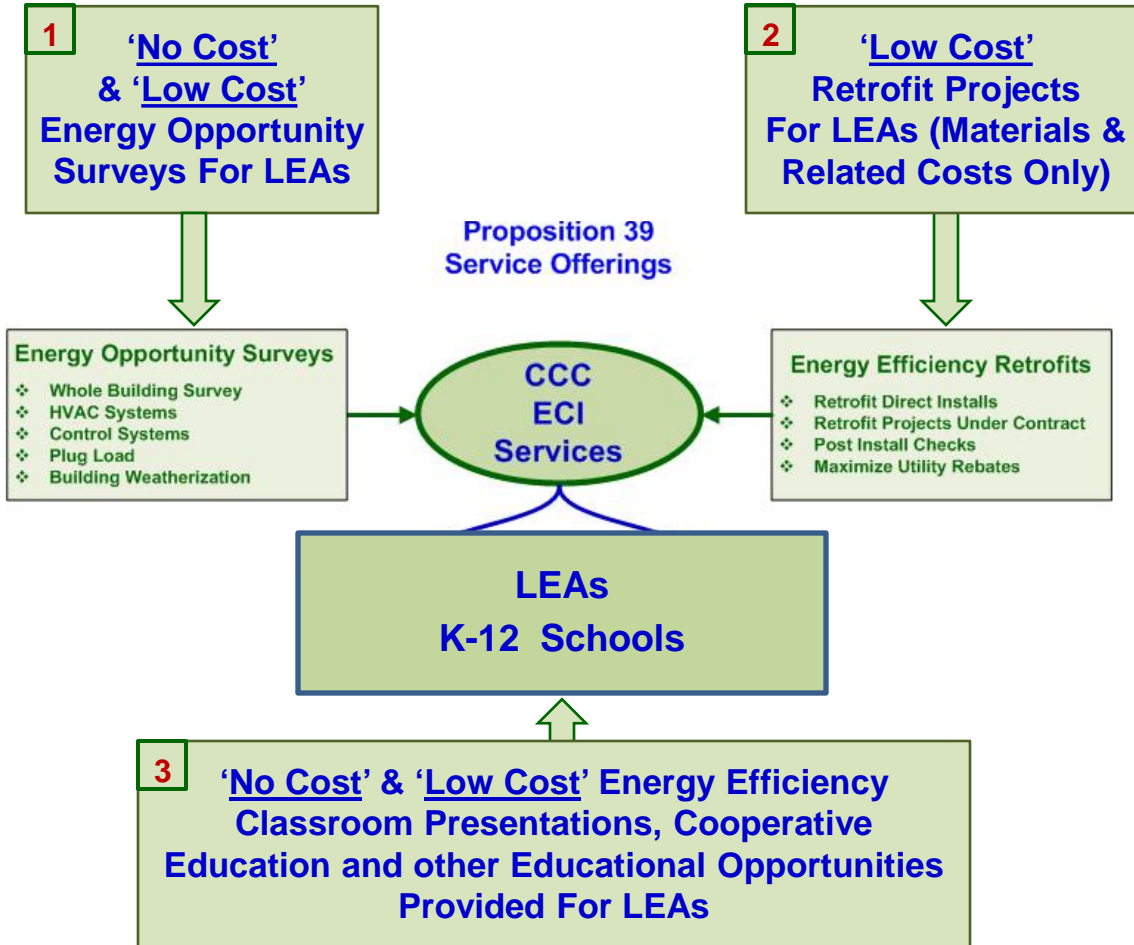 1
‘No Cost’
& ‘Low Cost’
Energy Opportunity
Surveys For LEAs
2
‘Low Cost’
Retrofit Projects
For LEAs (Materials &
Related Costs Only)
Proposition 39
Service Offerings
Energy Opportunity Surveys
❖ Whole Building Survey
❖ HVAC Systems
❖ Control Systems
❖ Plug Load
❖ Building Weatherization
CCC
ECI
Services
Energy Efficiency Retrofits
❖ Retrofit Direct Installs
❖ Retrofit Projects Under Contract
❖ Post Install Checks
❖ Maximize Utility Rebates
LEAs
K-12 Schools
3
‘No Cost’ & ‘Low Cost’ Energy Efficiency
Classroom Presentations, Cooperative
Education and other Educational Opportunities
Provided For LEAs